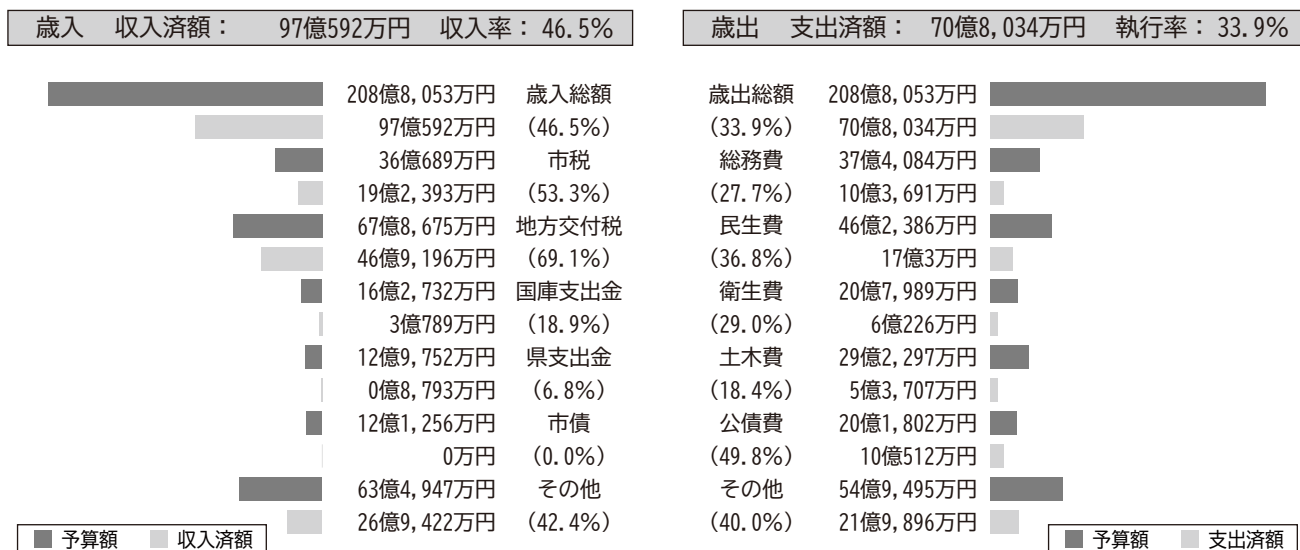 歳入 収入済額： 97億592万円 収入率：46.5%
208億8,053万円 歳入総額
97億592万円 (46.5%)
36億689万円 市税
19億2,393万円 (53.3%)
67億8,675万円 地方交付税
46億9,196万円 (69.1%)
16億2,732万円 国庫支出金
3億789万円 (18.9%)
12億9,752万円 県支出金
0億8,793万円 (6.8%)
12億1,256万円 市債
0万円 (0.0%)
63億4,947万円 その他
26億9,422万円 (42.4%)
予算額 収入済額
歳出 支出済額： 70億8,034万円 執行率：33.9%
歳出総額 208億8,053万円
(33.9%) 70億8,034万円
総務費 37億4,084万円
(27.7%) 10億3,691万円
民生費 46億2,386万円
(36.8%) 17億3万円
衛生費 20億7,989万円
(29.0%) 6億226万円
土木費 29億2,297万円
(18.4%) 5億3,707万円
公債費 20億1,802万円
(49.8%) 10億512万円
その他 54億9,495万円
(40.0%) 21億9,896万円
予算額 支出済額